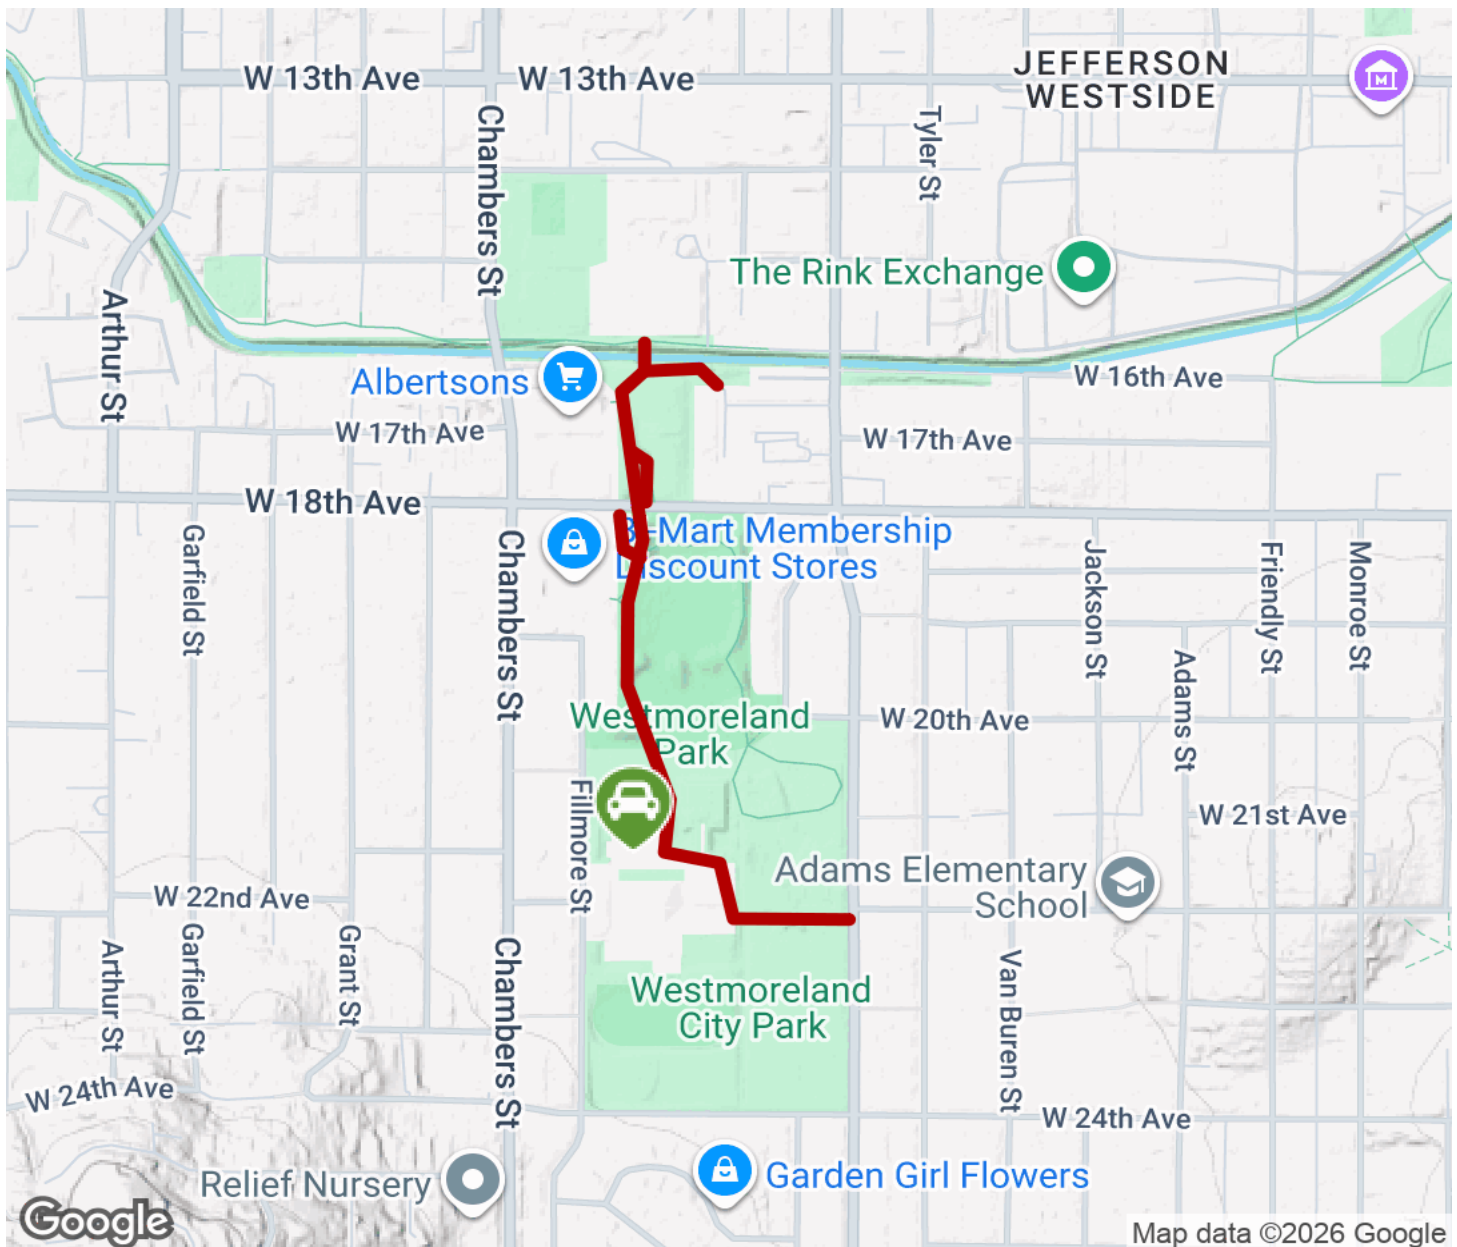 W 13th Ave
W 13th Ave
JEFFERSON
WESTSIDE
M
Chambers St
Tyler St
The Rink Exchange
Arthur St
Albertsons
W 16th Ave
W 17th Ave
W 17th Ave
W 18th Ave
Garfield St
Chambers St
Mart Membership
Discount Stores
Jackson St
Friendly St
Monroe St
Adams St
Westmoreland
Park
W 20th Ave
Fillmore St
W 21st Ave
Adams Elementary
School
W 22nd Ave
Arthur St
Garfield St
Grant St
Chambers St
Van Buren St
Westmoreland
City Park
W 24th Ave
W 24th Ave
Relief Nursery
Garden Girl Flowers
Google
Map data ©2026 Google